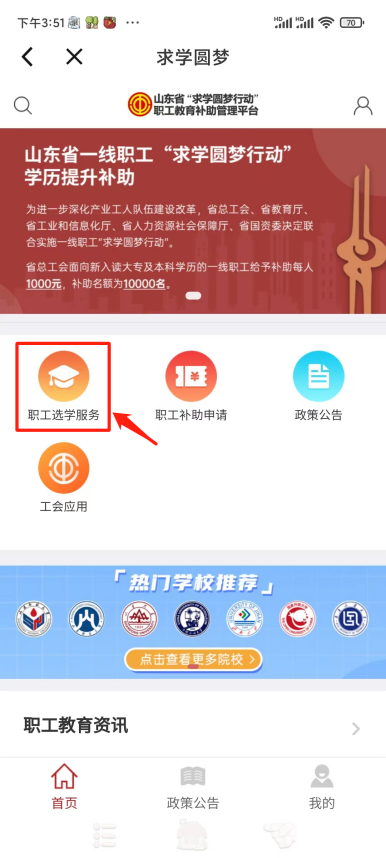 下午3:51
HD
HD
70
求学圆梦
山东省“求学圆梦行动”
职工教育补助管理平台
山东省一线职工“求学圆梦行动”
学历提升补助
为进一步深化产业工人队伍建设改革，省总工会、省教育厅、
省工业和信息化厅、省人力资源社会保障厅、省国资委决定联
合实施一线职工“求学圆梦行动”。
省总工会面向新入读大专及本科学历的一线职工给予补助每人
1000元，补助名额为10000名。
职工选学服务
职工补助申请
政策公告
工会应用
「热门学校推荐」
点击查看更多院校 >
职工教育资讯
首页
政策公告
我的